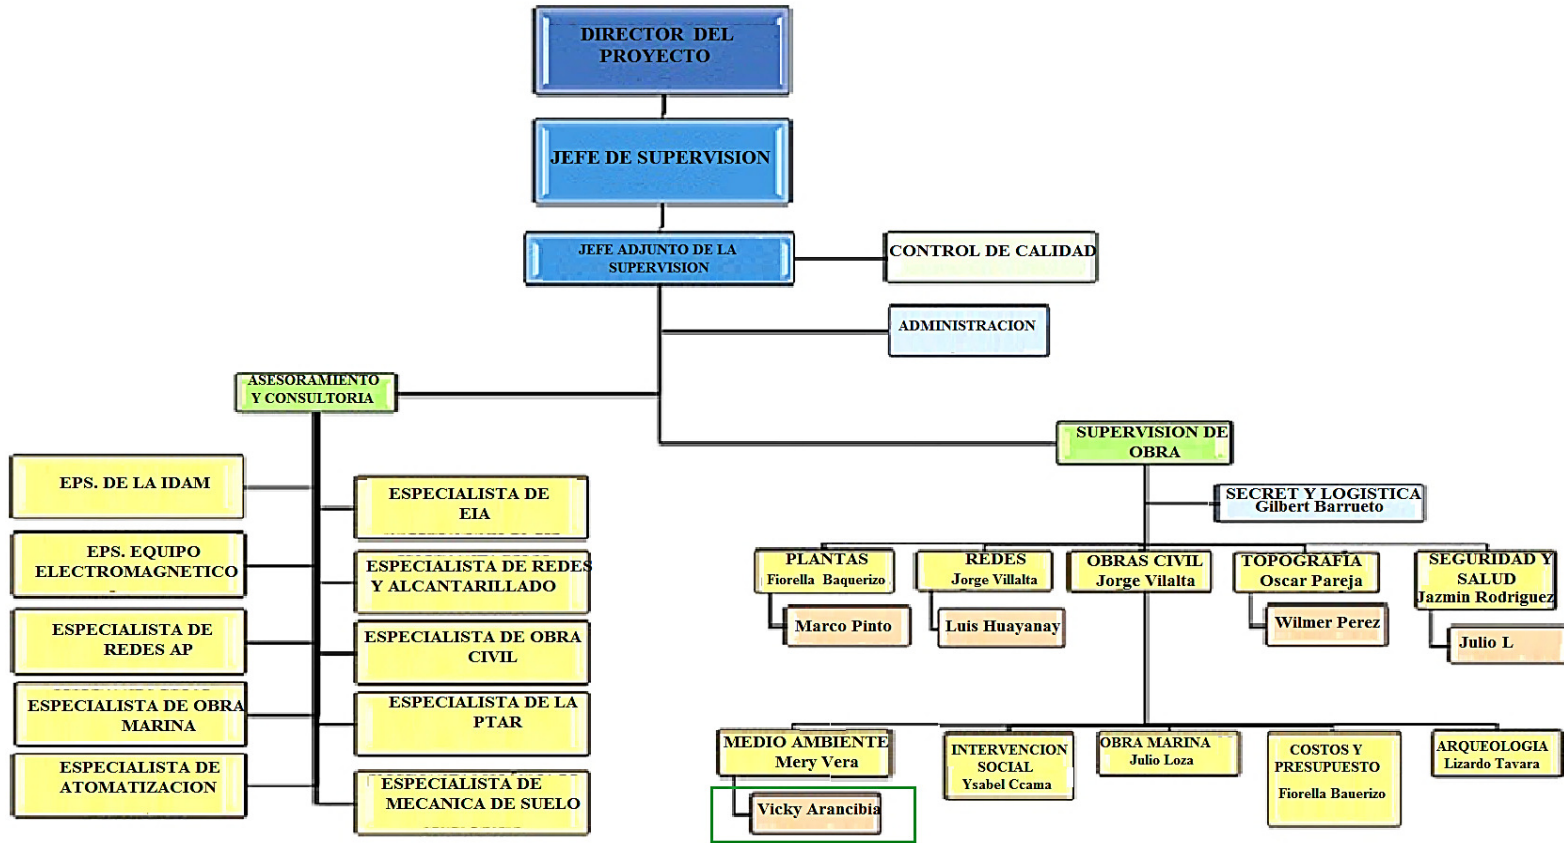 DIRECTOR DEL
PROYECTO
JEFE DE SUPERVISION
JEFE ADJUNTO DE LA
SUPERVISION
CONTROL DE CALIDAD
ADMINISTRACION
ASESORAMIENTO
Y CONSULTORIA
EPS. DE LA IDAM
EPS. EQUIPO
ELECTROMAGNETICO
ESPECIALISTA DE
REDES AP
ESPECIALISTA DE OBRA
MARINA
ESPECIALISTA DE
ATOMATIZACION
ESPECIALISTA DE
EIA
ESPECIALISTA DE REDES
Y ALCANTARILLADO
ESPECIALISTA DE OBRA
CIVIL
ESPECIALISTA DE LA
PTAR
ESPECIALISTA DE
MECANICA DE SUELO
SUPERVISION DE
OBRA
SECRET Y LOGISTICA
Gilbert Barrueto
PLANTAS
Fiorella Baquerizo
Marco Pinto
REDES
Jorge Villalta
Luis Huayanay
OBRAS CIVIL
Jorge Vilalta
TOPOGRAFÍA
Oscar Pareja
Wilmer Perez
SEGURIDAD Y
SALUD
Jazmin Rodriguez
Julio L
MEDIO AMBIENTE
Mery Vera
Vicky Arancibia
INTERVENCION
SOCIAL
Ysabel Ccama
OBRA MARINA
Julio Loza
COSTOS Y
PRESUPUESTO
Fiorella Bauerizo
ARQUEOLOGIA
Lizardo Tavara